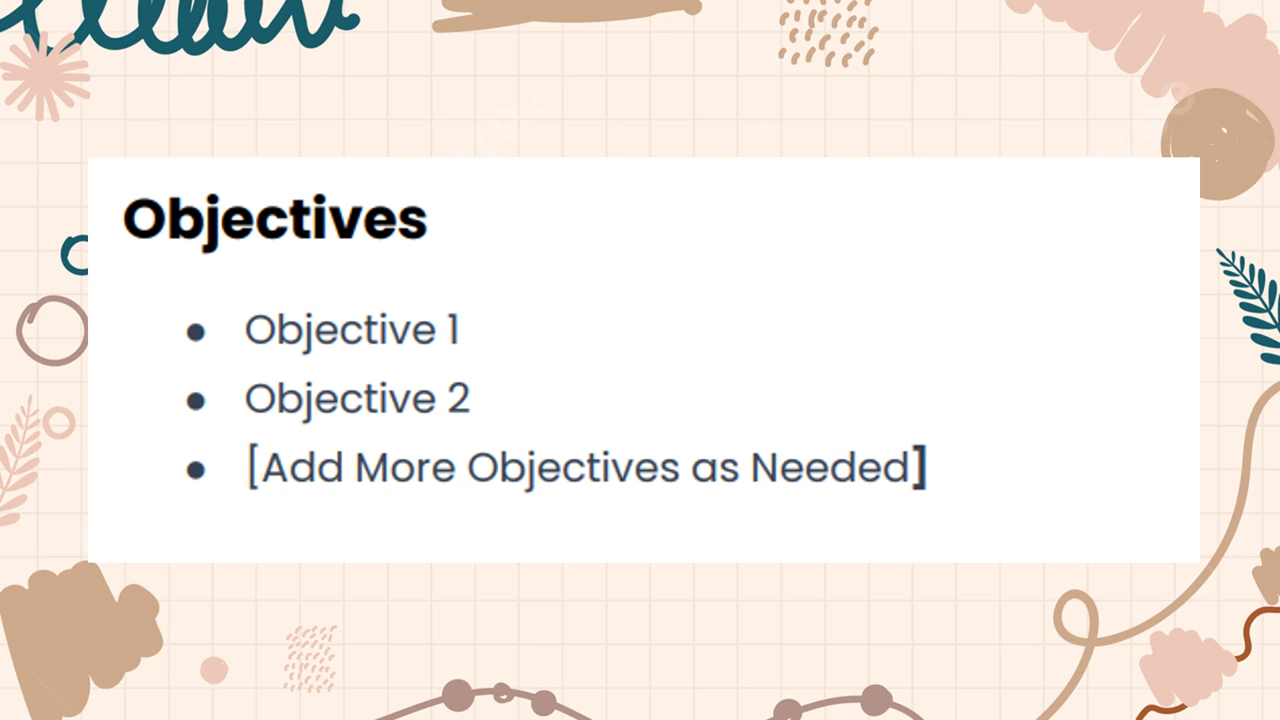 Objectives
● Objective 1
● Objective 2
● [Add More Objectives as Needed]